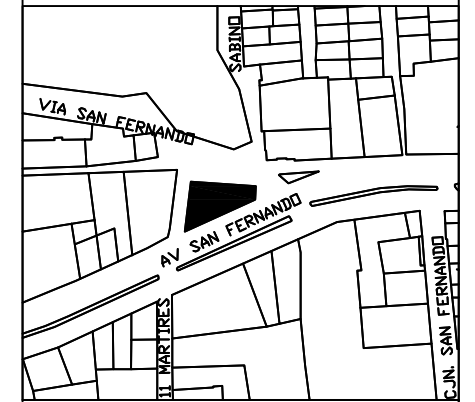 SABINO
VIA SAN FERNANDO
AV SAN FERNANDO
11 MARTIRES
CJN. SAN FERNANDO